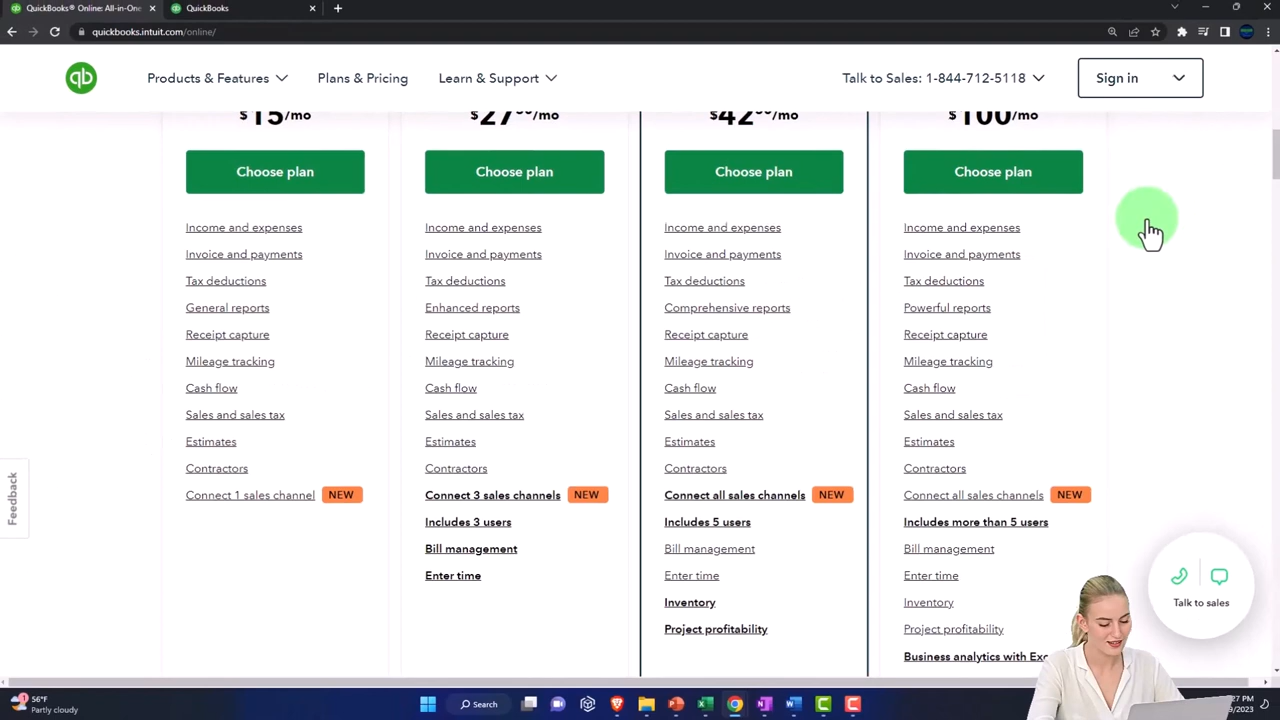 QuickBooks® Online: All-in-One
QuickBooks
quickbooks.intuit.com/online/
qb
Products & Features
Plans & Pricing
Learn & Support
Talk to Sales: 1-844-712-5118
Sign in
$15/mo
/mo
/mo
$100/mo
Choose plan
Choose plan
Choose plan
Choose plan
Income and expenses
Invoice and payments
Tax deductions
General reports
Receipt capture
Mileage tracking
Cash flow
Sales and sales tax
Estimates
Contractors
Connect 1 sales channel NEW
Income and expenses
Invoice and payments
Tax deductions
Enhanced reports
Receipt capture
Mileage tracking
Cash flow
Sales and sales tax
Estimates
Contractors
Connect 3 sales channels NEW
Includes 3 users
Bill management
Enter time
Income and expenses
Invoice and payments
Tax deductions
Comprehensive reports
Receipt capture
Mileage tracking
Cash flow
Sales and sales tax
Estimates
Contractors
Connect all sales channels NEW
Includes 5 users
Bill management
Enter time
Inventory
Project profitability
Income and expenses
Invoice and payments
Tax deductions
Powerful reports
Receipt capture
Mileage tracking
Cash flow
Sales and sales tax
Estimates
Contractors
Connect all sales channels NEW
Includes more than 5 users
Bill management
Enter time
Inventory
Project profitability
Business analytics with
Feedback
Talk to sales
56°F
Partly cloudy
Search